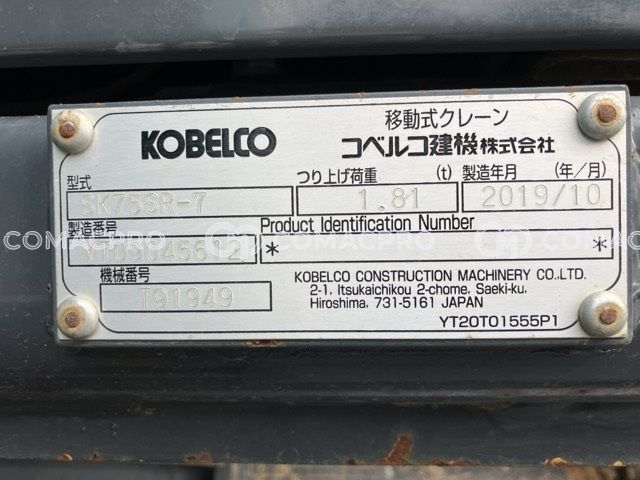 KOBELCO
移動式クレーン
コベルコ建機株式会社
型式
つり上げ荷重 (t)
製造年月 (年/月)
SK75SR-7
1.81
2019/10
製造番号
Product Identification Number
YT09045612
* *
機械番号
T91949
KOBELCO CONSTRUCTION MACHINERY CO.,LTD.
2-1, Itsukaichikou 2-chome, Saeki-ku,
Hiroshima, 731-5161 JAPAN
YT20T01555P1
COMACPRO COMACPRO